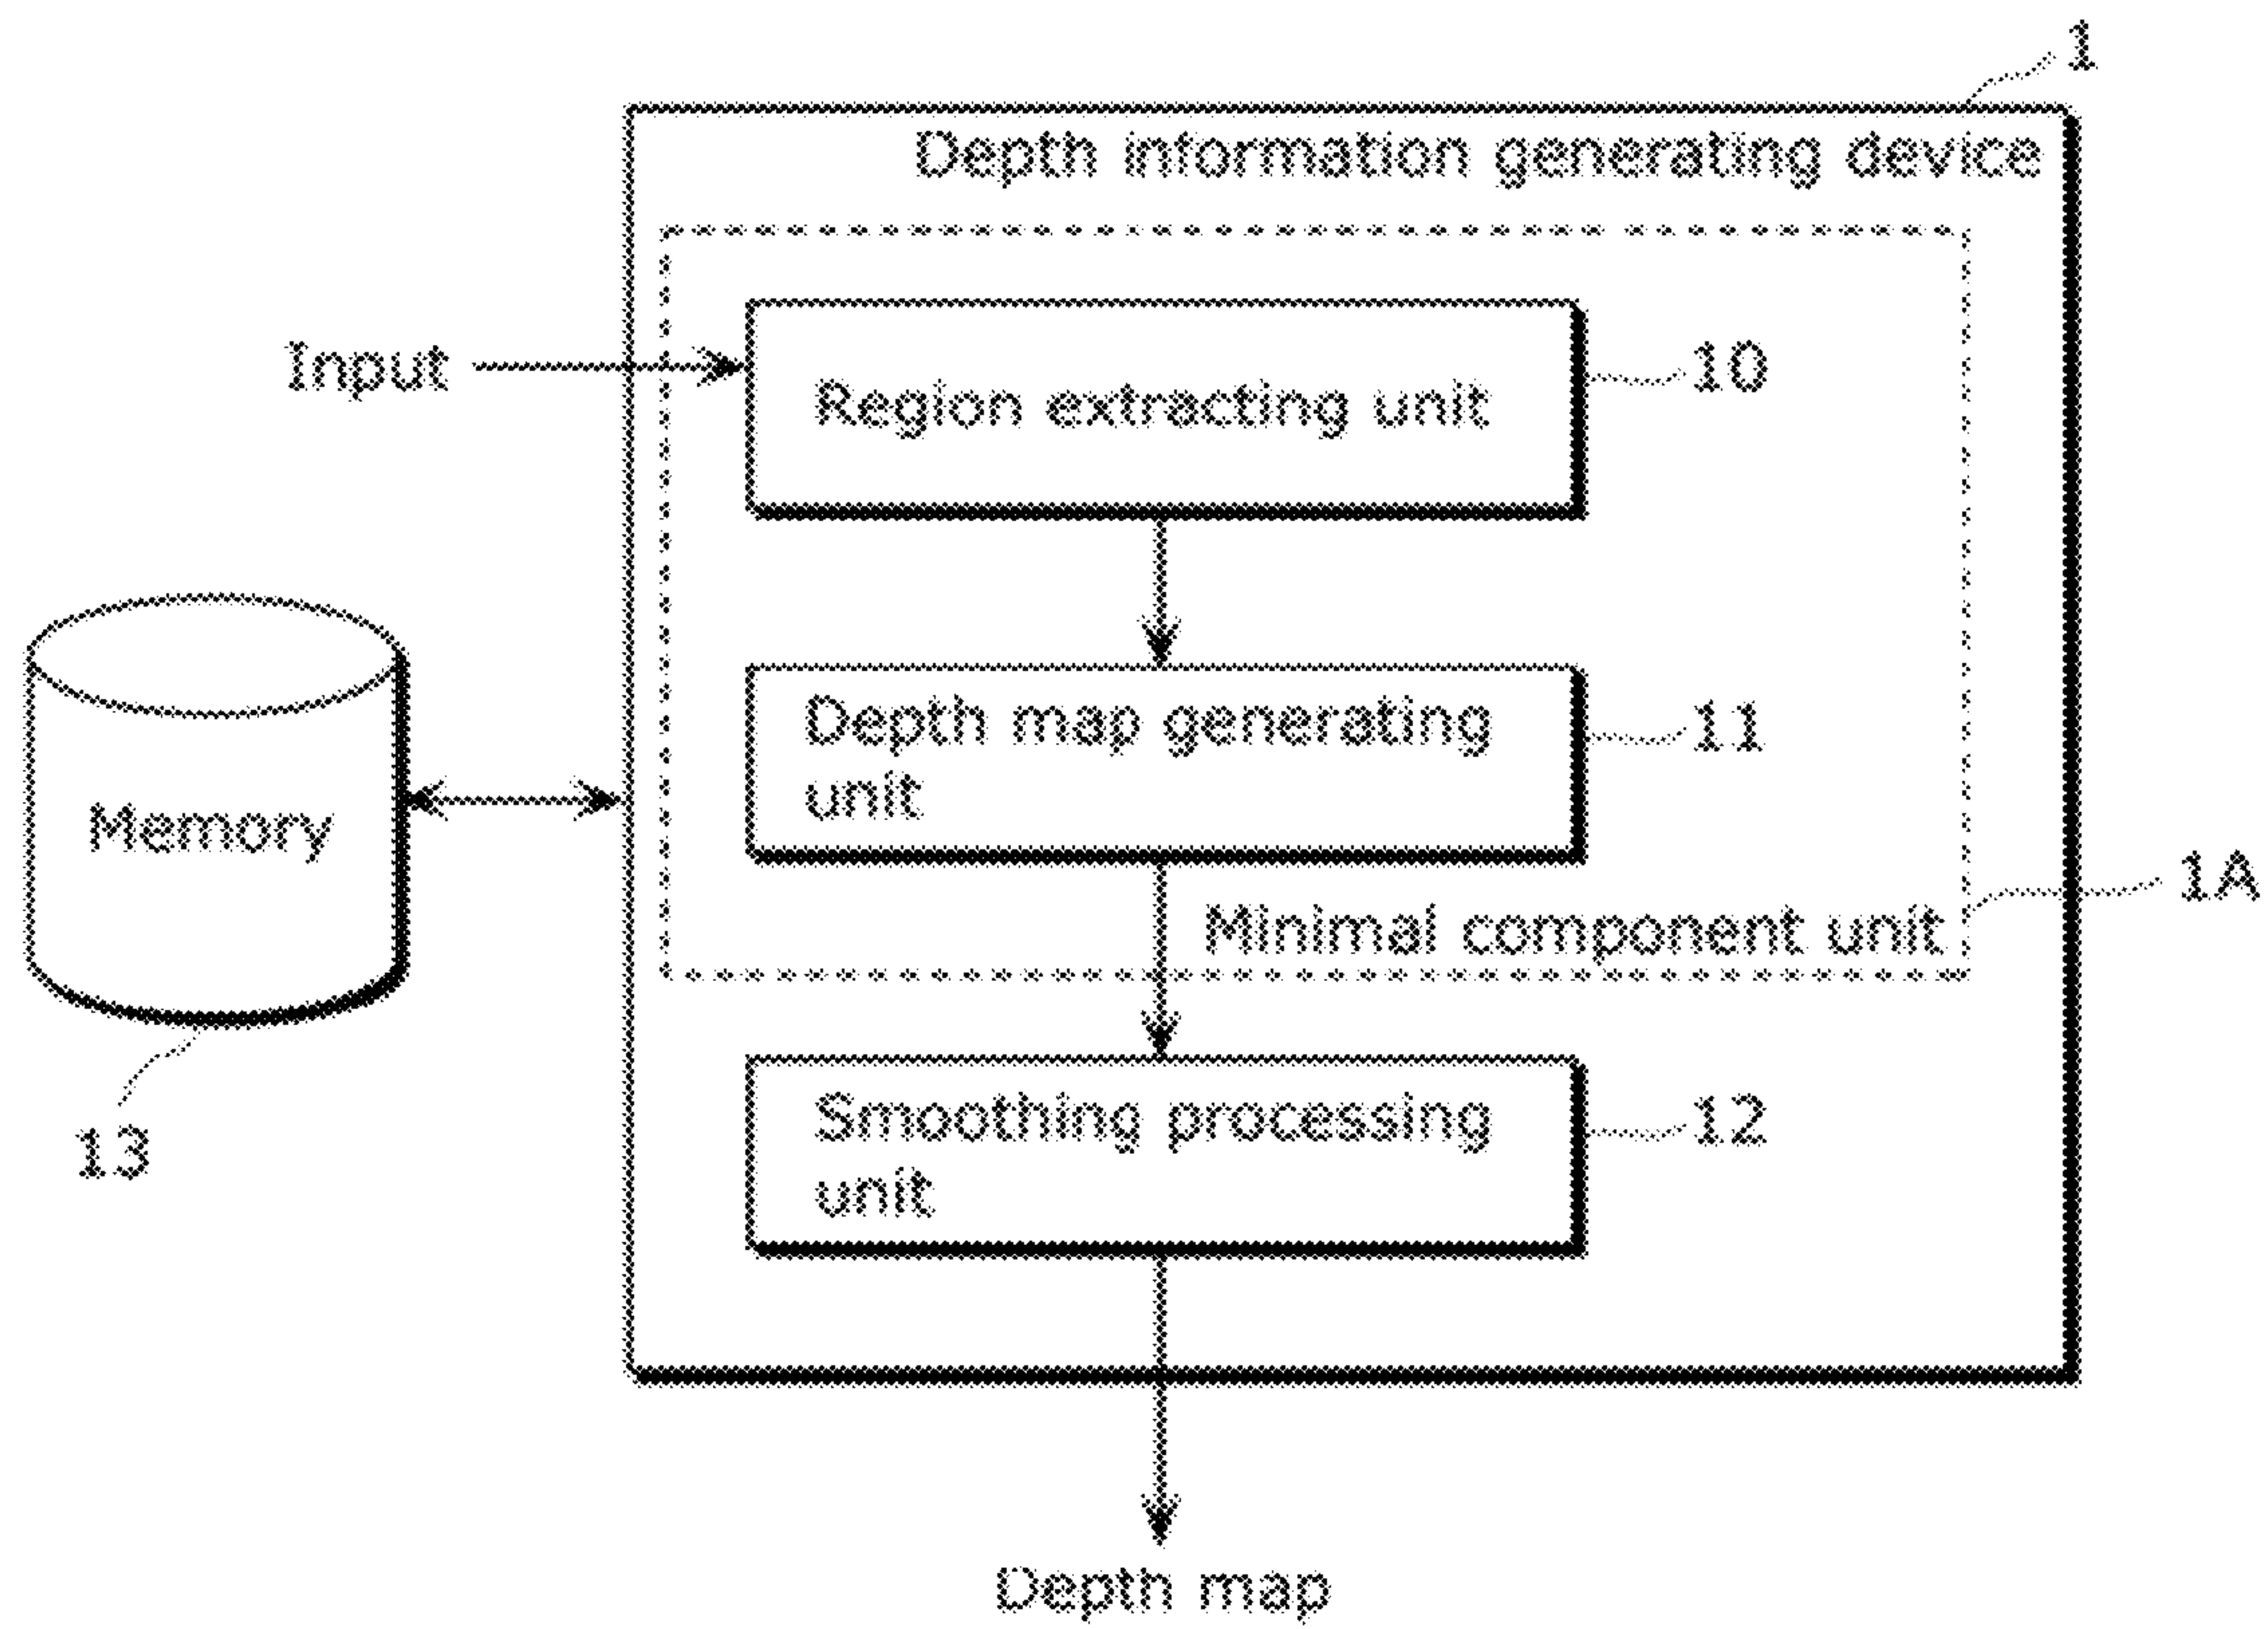 1
Depth information generating device
Input
Region extracting unit
10
Depth map generating
unit
11
Memory
1A
Minimal component unit
Smoothing processing
unit
12
13
Depth map